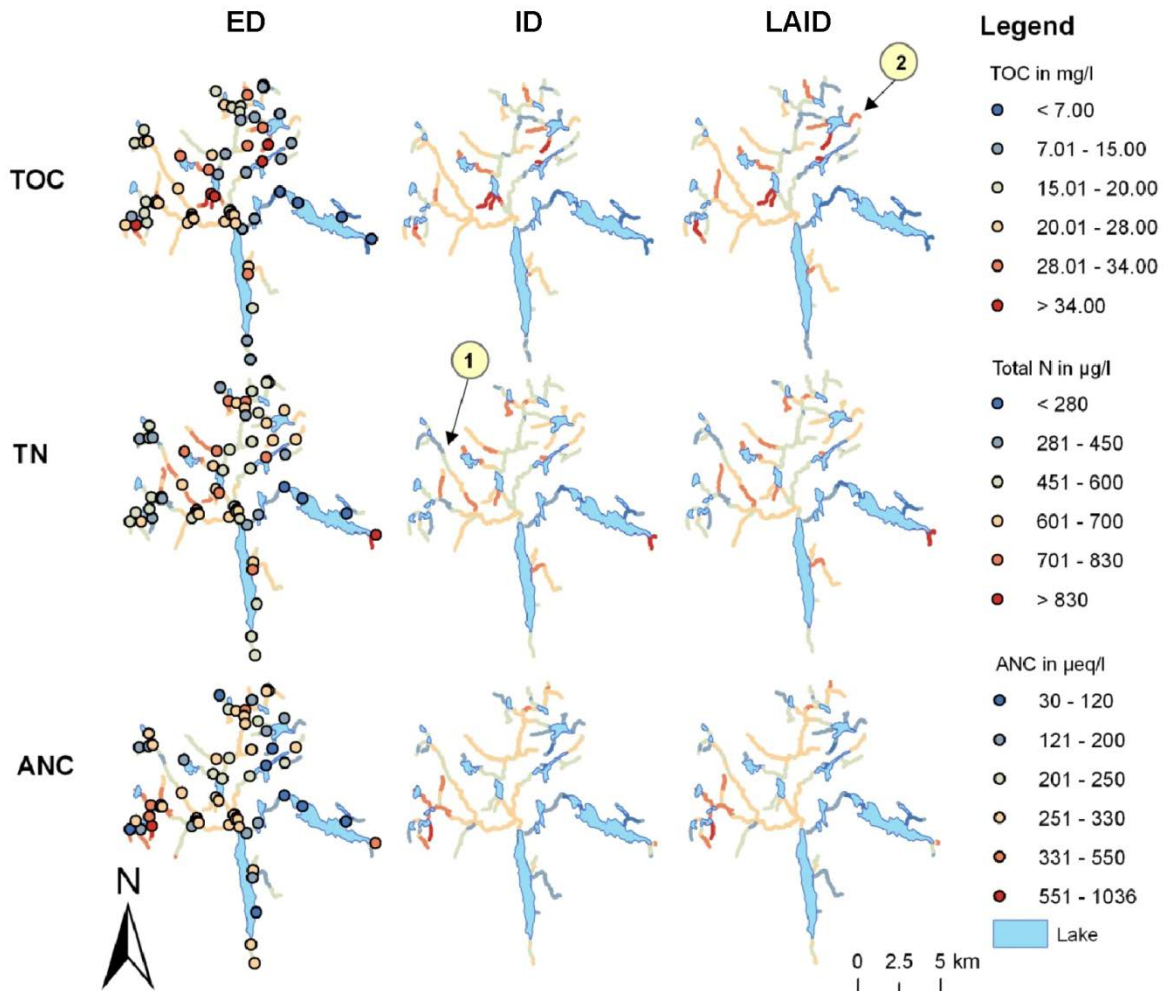 ED
ID
LAID
Legend
2
TOC
TOC in mg/l
< 7.00
7.01 - 15.00
15.01 - 20.00
20.01 - 28.00
28.01 - 34.00
> 34.00
1
TN
Total N in µg/l
< 280
281 - 450
451 - 600
601 - 700
701 - 830
> 830
ANC
ANC in µeq/l
30 - 120
121 - 200
201 - 250
251 - 330
331 - 550
551 - 1036
Lake
N
0 2.5 5 km